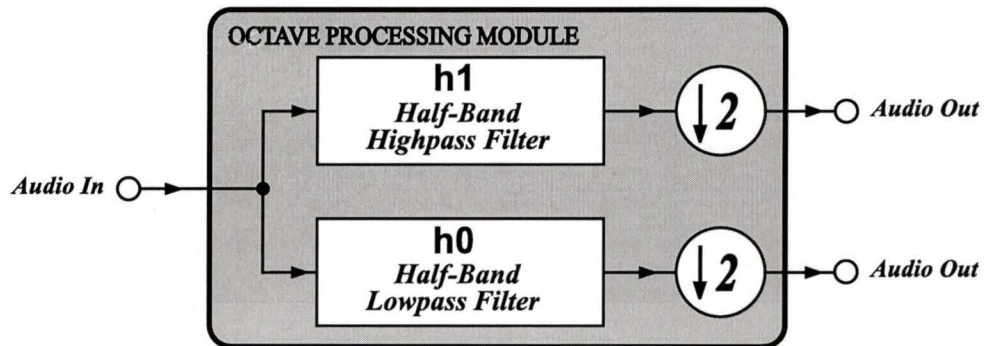 OCTAVE PROCESSING MODULE
h1
Half-Band
Highpass Filter
↓2
Audio Out
Audio In
h0
Half-Band
Lowpass Filter
↓2
Audio Out